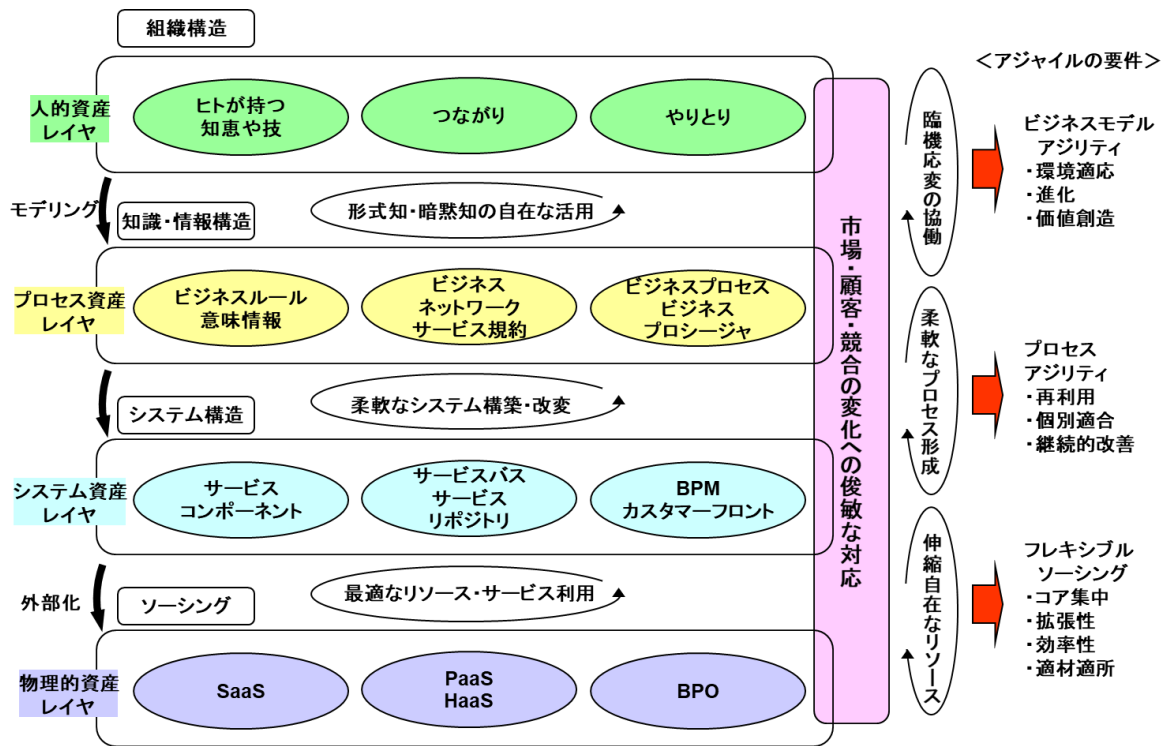 組織構造
<アジャイルの要件>
人的資産
レイヤ
ヒトが持つ
知恵や技
つながり
やりとり
臨機応変の協働
ビジネスモデル
アジリティ
・環境適応
・進化
・価値創造
モデリング
知識・情報構造
形式知・暗黙知の自在な活用
市場・顧客・競合の変化への俊敏な対応
プロセス資産
レイヤ
ビジネスルール
意味情報
ビジネス
ネットワーク
サービス規約
ビジネスプロセス
ビジネス
プロシージャ
柔軟なプロセス形成
プロセス
アジリティ
・再利用
・個別適合
・継続的改善
システム構造
柔軟なシステム構築・改変
システム資産
レイヤ
サービス
コンポーネント
サービスバス
サービス
リポジトリ
BPM
カスタマーフロント
伸縮自在なリソース
フレキシブル
ソーシング
・コア集中
・拡張性
・効率性
・適材適所
外部化
ソーシング
最適なリソース・サービス利用
物理的資産
レイヤ
SaaS
PaaS
HaaS
BPO